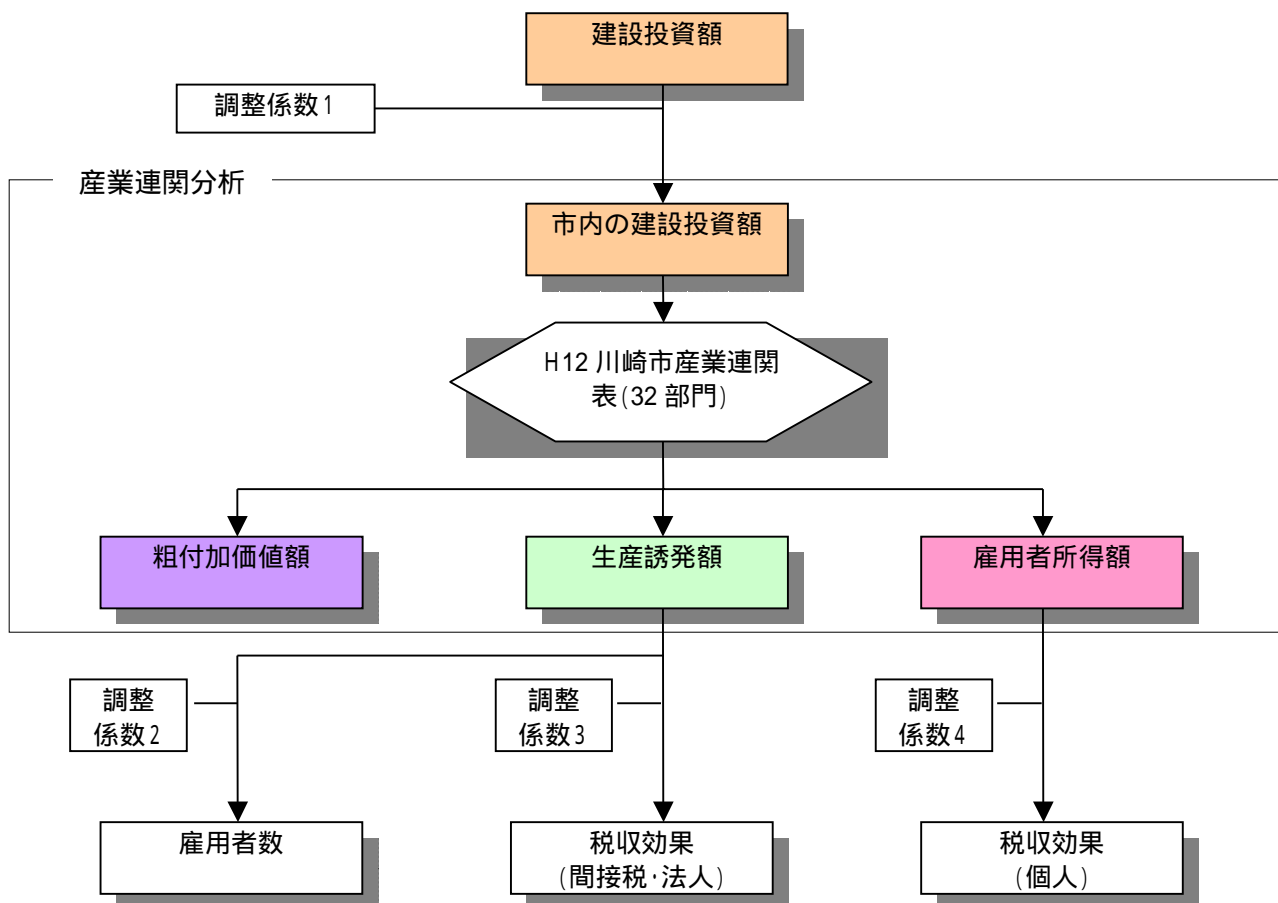 建設投資額
調整係数1
産業連関分析
市内の建設投資額
H12 川崎市産業連関
表(32 部門)
粗付加価値額
生産誘発額
雇用者所得額
調整
係数2
調整
係数3
調整
係数4
雇用者数
税収効果
(間接税・法人)
税収効果
(個人)